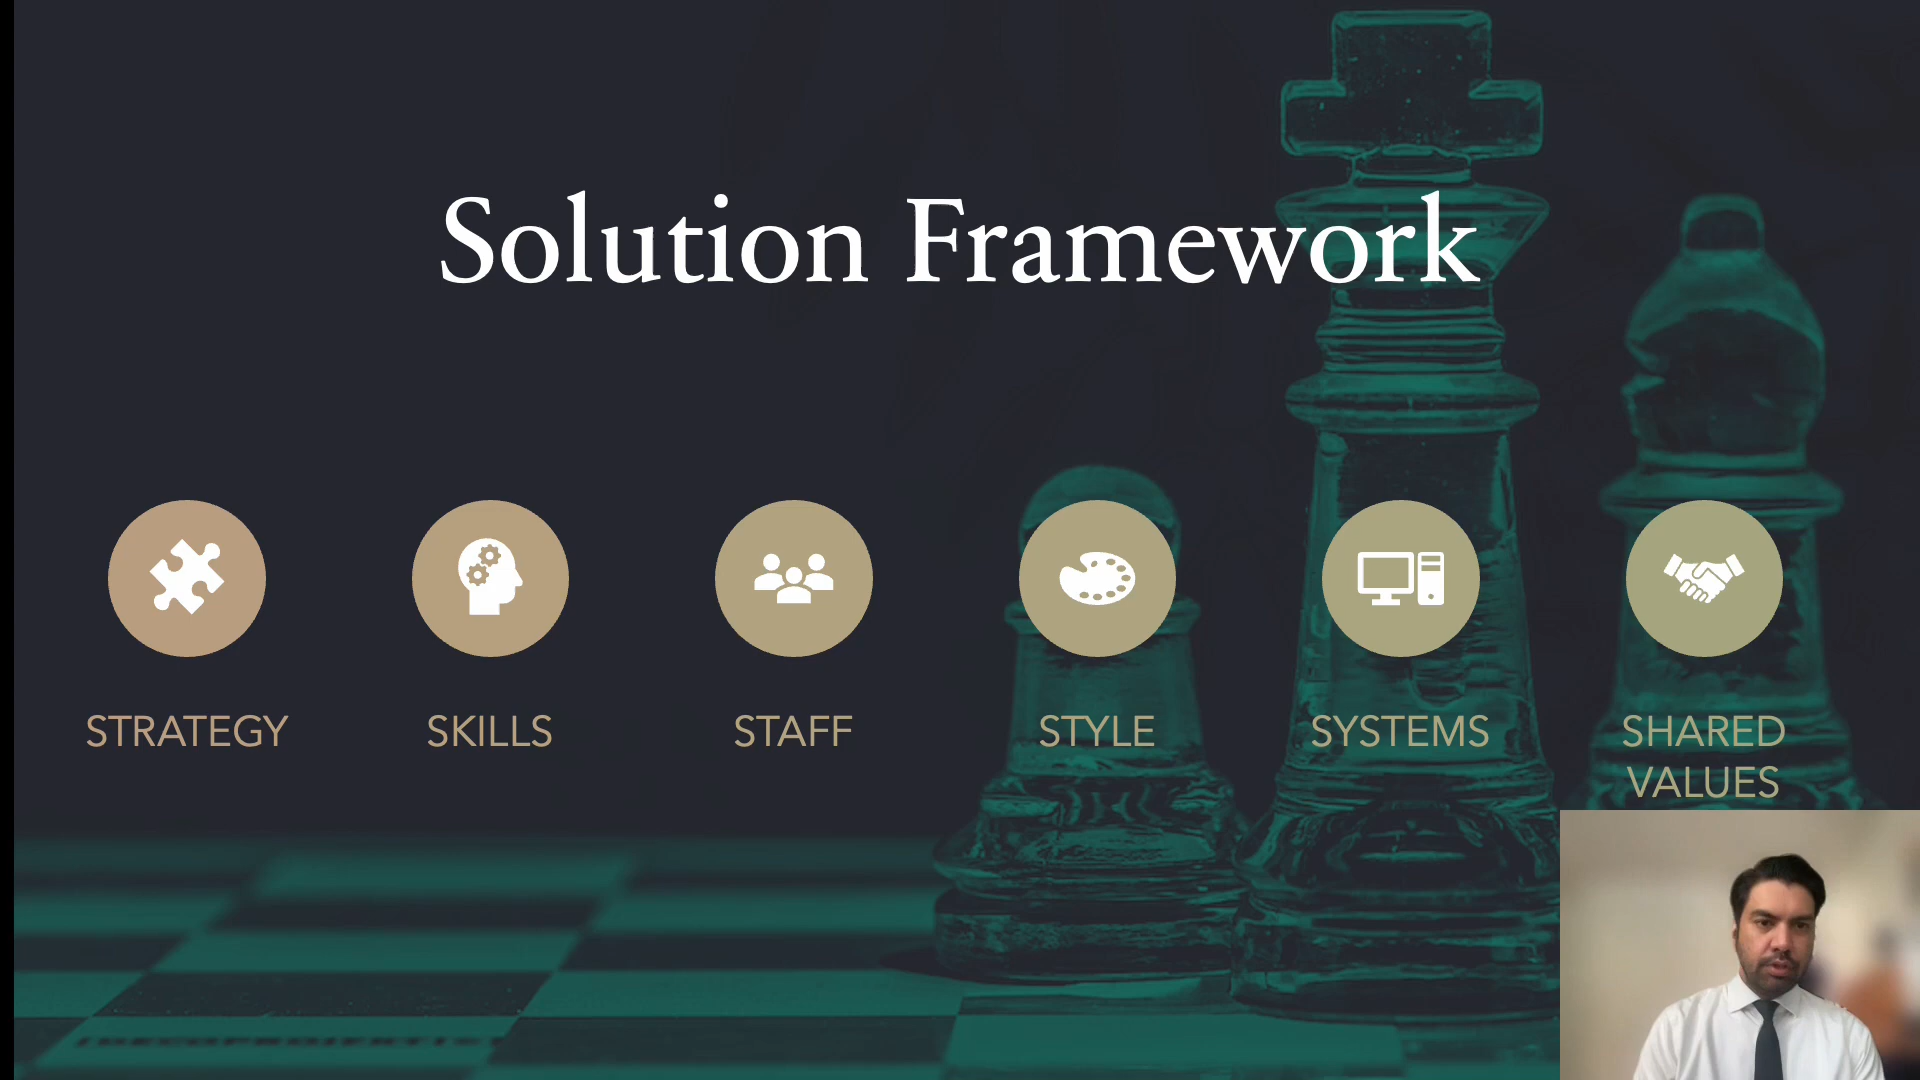 Solution Framework
STRATEGY
SKILLS
STAFF
STYLE
SYSTEMS
SHARED
VALUES